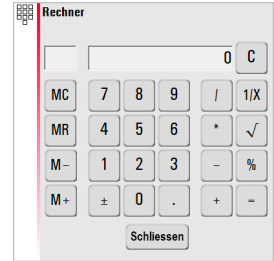 Rechner
0 C
MC 7 8 9 / 1/X
MR 4 5 6 * √
M– 1 2 3 – %
M+ ± 0 . + =
Schliessen